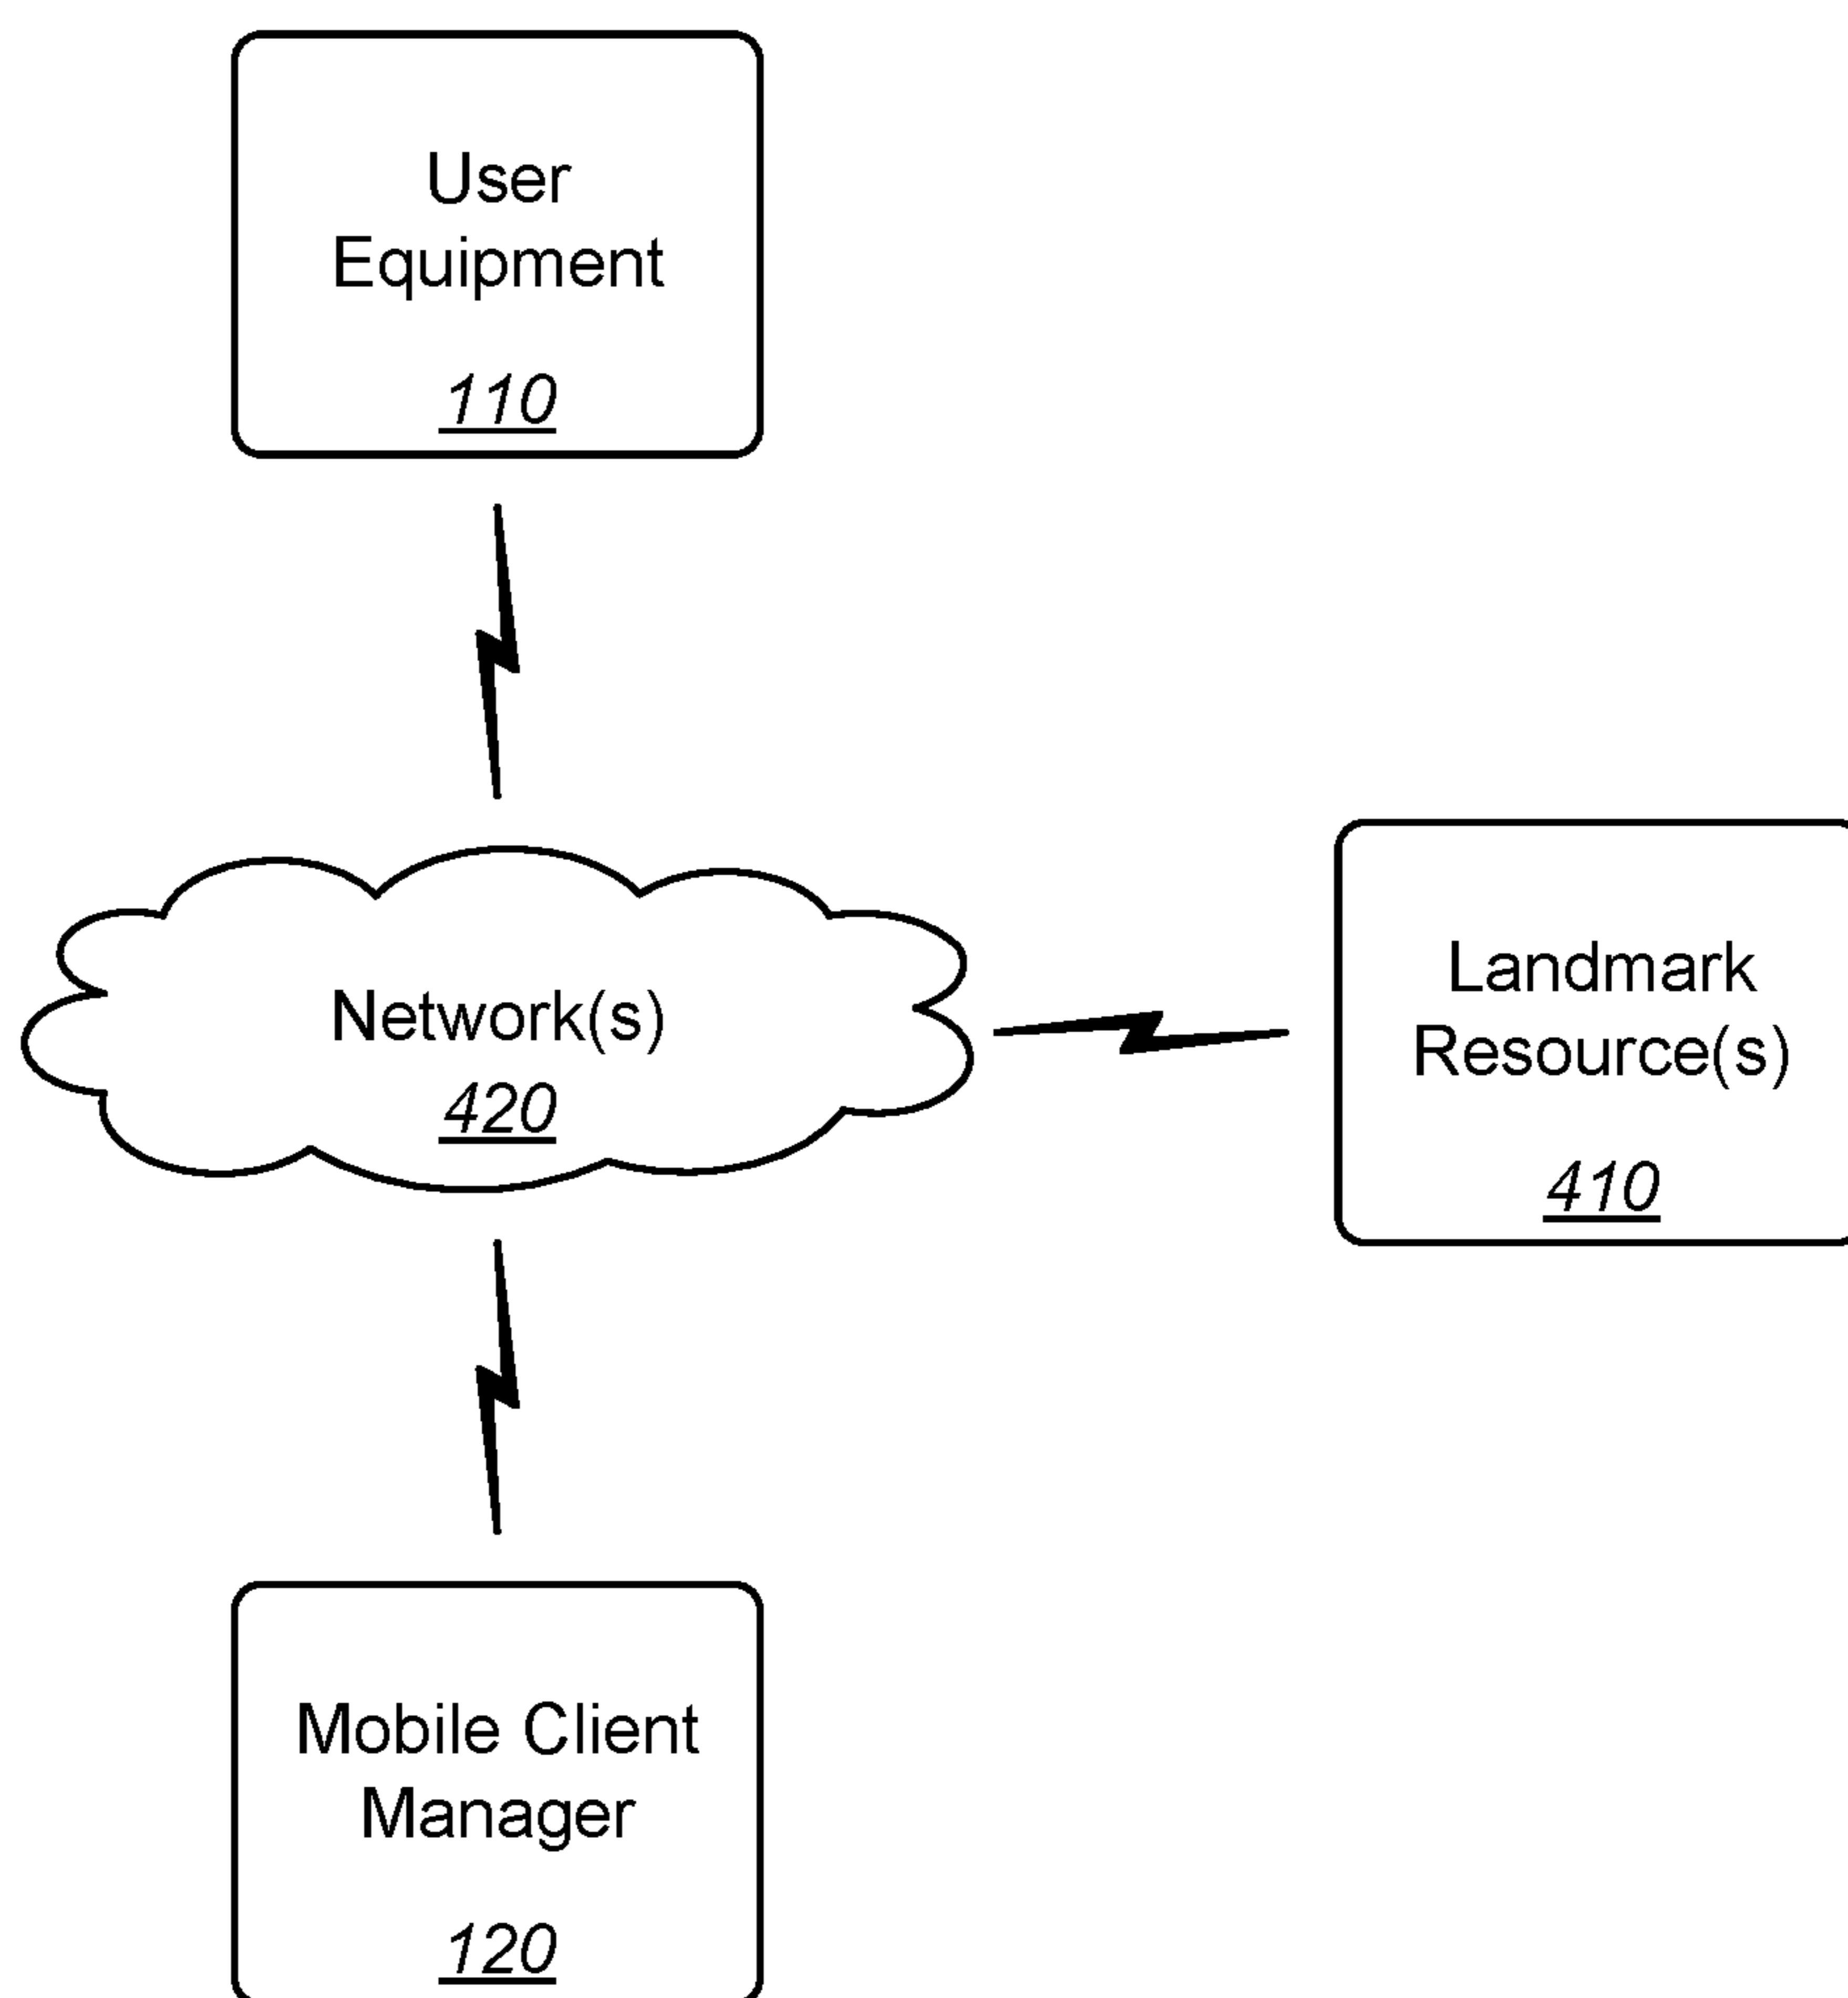 User
Equipment
110
Network(s)
420
Landmark
Resource(s)
410
Mobile Client
Manager
120